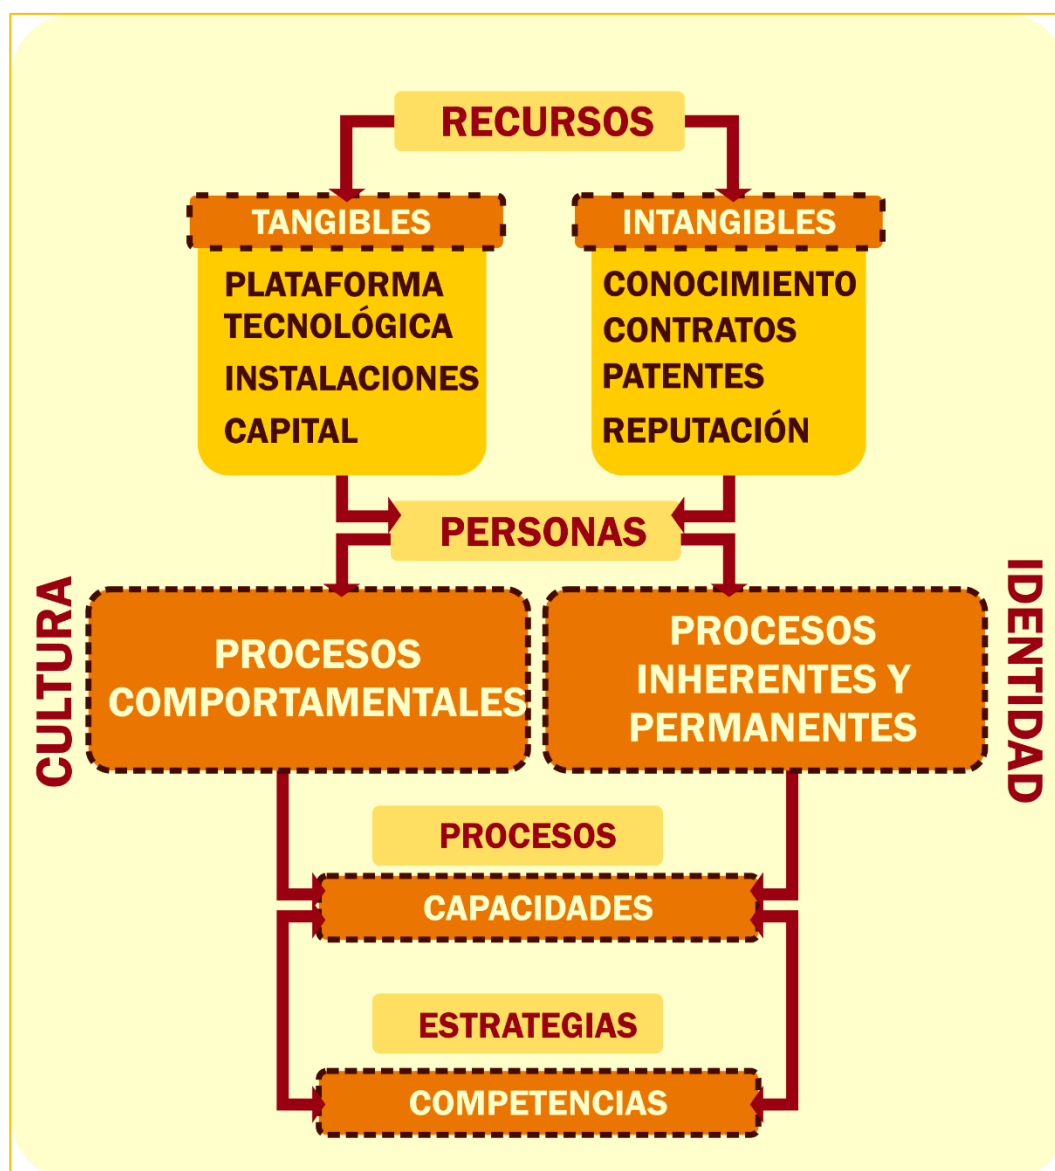 RECURSOS
TANGIBLES
PLATAFORMA
TECNOLÓGICA
INSTALACIONES
CAPITAL
INTANGIBLES
CONOCIMIENTO
CONTRATOS
PATENTES
REPUTACIÓN
PERSONAS
CULTURA
PROCESOS
COMPORTAMENTALES
PROCESOS
INHERENTES Y
PERMANENTES
IDENTIDAD
PROCESOS
CAPACIDADES
ESTRATEGIAS
COMPETENCIAS